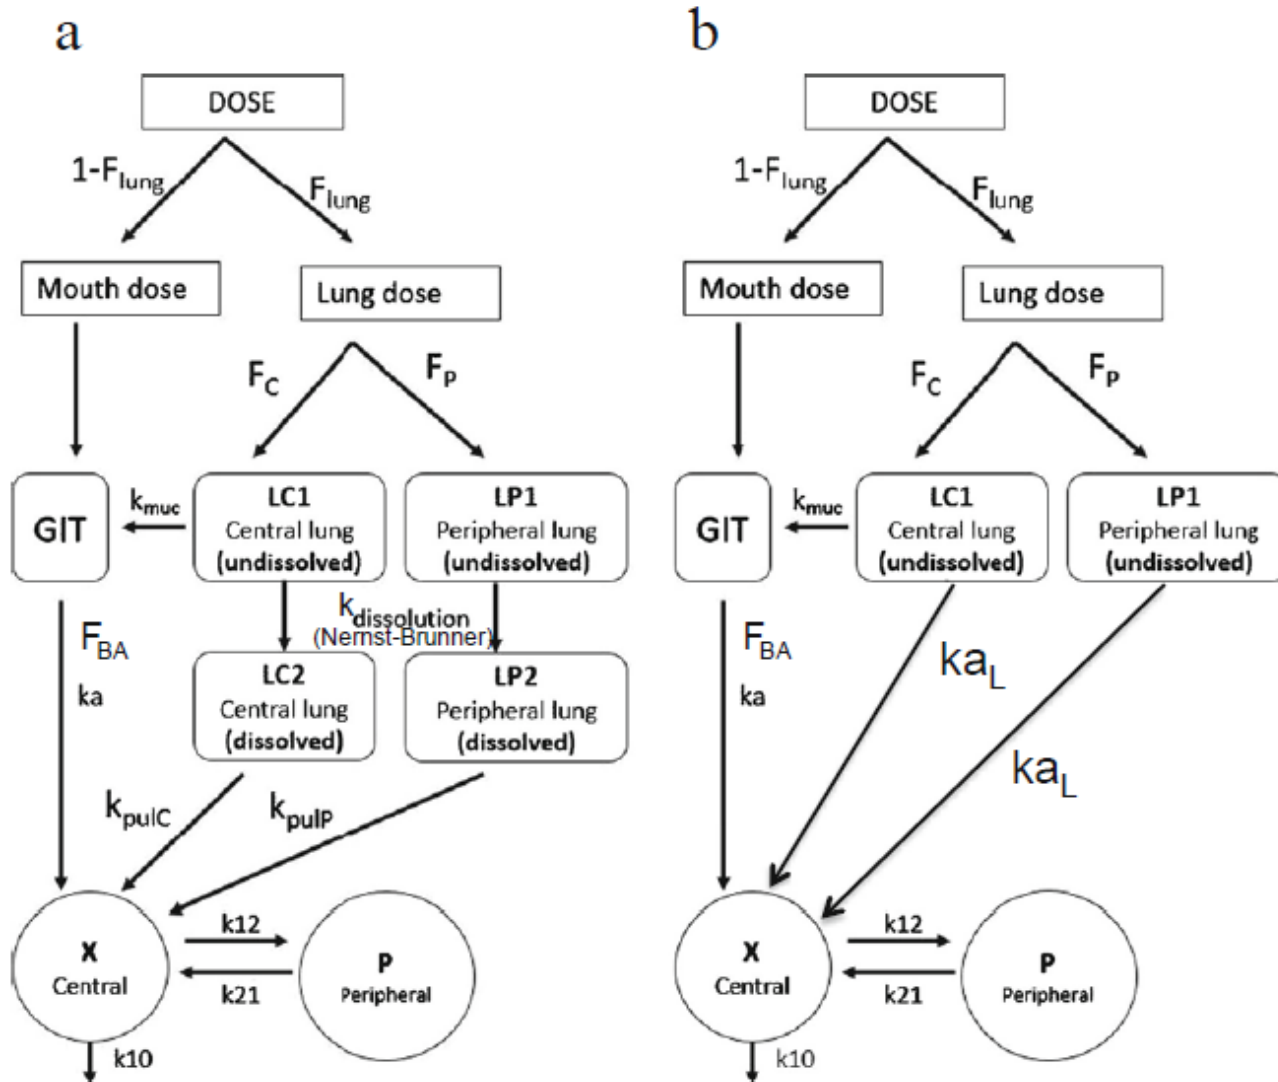 a
DOSE
1-Flung
Flung
Mouth dose
Lung dose
FC
FP
GIT
kmuc
LC1
Central lung
(undissolved)
LP1
Peripheral lung
(undissolved)
kdissolution
(Nernst-Brunner)
FBA
ka
LC2
Central lung
(dissolved)
LP2
Peripheral lung
(dissolved)
kpulC
kpulP
X
Central
k12
k21
P
Peripheral
k10
b
DOSE
1-Flung
Flung
Mouth dose
Lung dose
FC
FP
GIT
kmuc
LC1
Central lung
(undissolved)
LP1
Peripheral lung
(undissolved)
FBA
ka
kaL
kaL
X
Central
k12
k21
P
Peripheral
k10